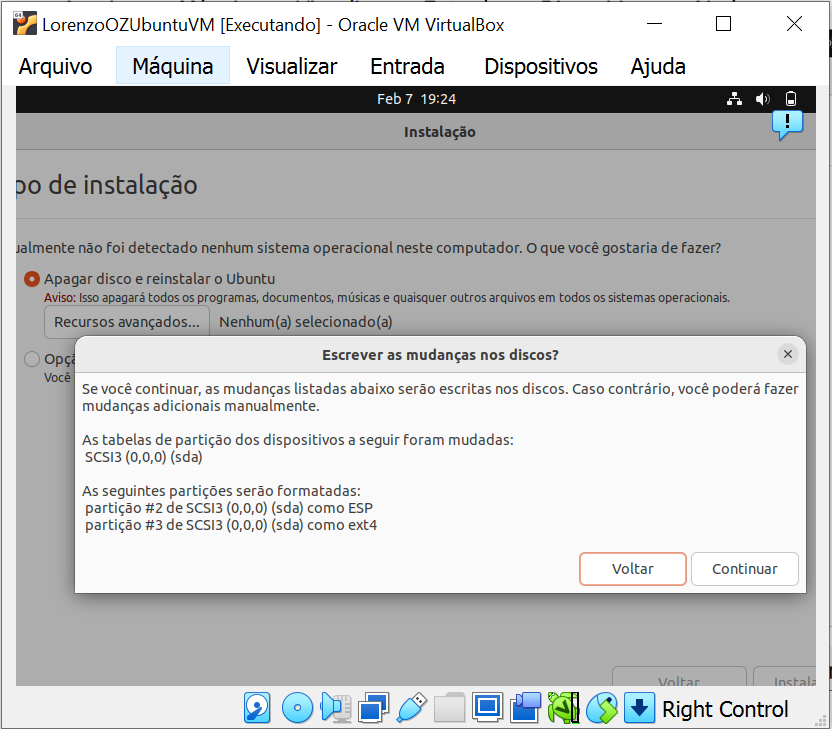 LorenzoOZUbuntuVM [Executando] - Oracle VM VirtualBox
Arquivo Máquina Visualizar Entrada Dispositivos Ajuda
Feb 7 19:24
Instalação
po de instalação
ualmente não foi detectado nenhum sistema operacional neste computador. O que você gostaria de fazer?
Apagar disco e reinstalar o Ubuntu
Aviso: Isso apagará todos os programas, documentos, músicas e quaisquer outros arquivos em todos os sistemas operacionais.
Recursos avançados... Nenhum(a) selecionado(a)
Opçã
Você
Escrever as mudanças nos discos?
Se você continuar, as mudanças listadas abaixo serão escritas nos discos. Caso contrário, você poderá fazer
mudanças adicionais manualmente.
As tabelas de partição dos dispositivos a seguir foram mudadas:
SCSI3 (0,0,0) (sda)
As seguintes partições serão formatadas:
partição #2 de SCSI3 (0,0,0) (sda) como ESP
partição #3 de SCSI3 (0,0,0) (sda) como ext4
Voltar Continuar
Voltar Instala
Right Control